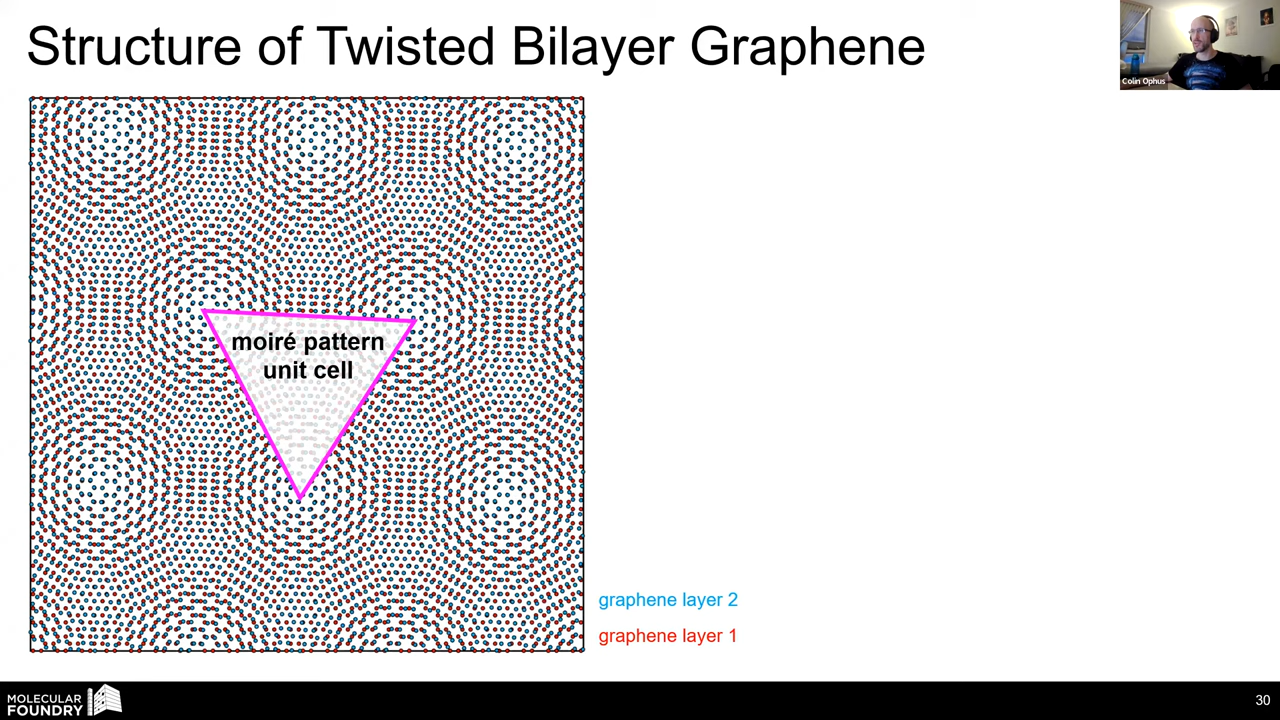 Structure of Twisted Bilayer Graphene
Colin Ophus
moiré pattern
unit cell
graphene layer 2
graphene layer 1
MOLECULAR
FOUNDRY
30